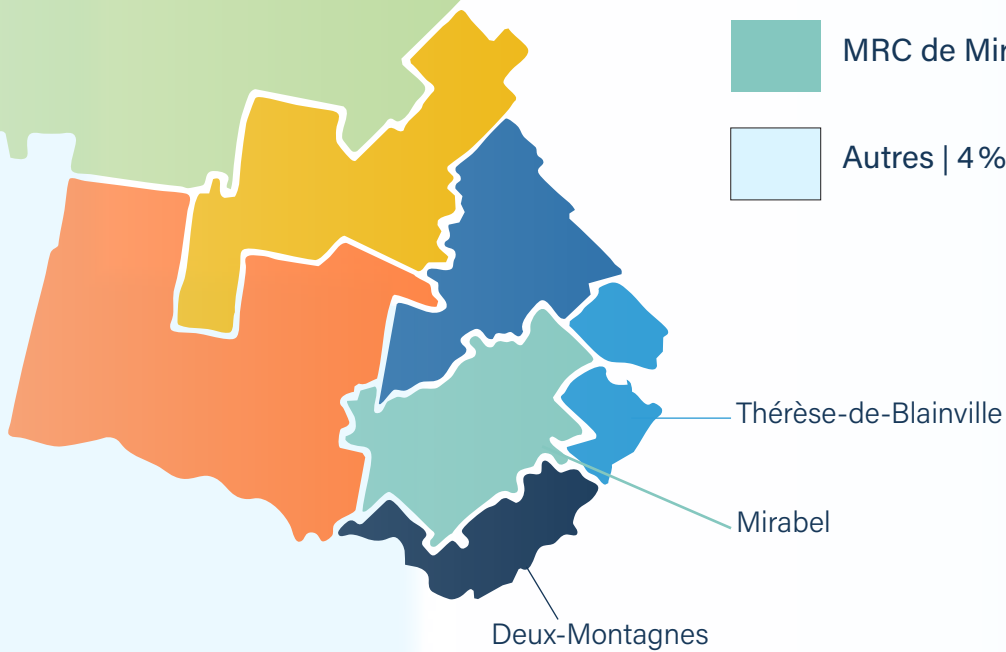 MRC de Mir
Autres | 4 %
Thérèse-de-Blainville
Mirabel
Deux-Montagnes